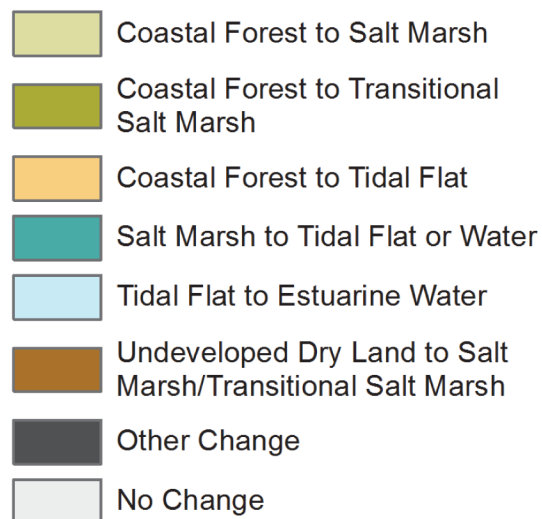 Coastal Forest to Salt Marsh
Coastal Forest to Transitional
Salt Marsh
Coastal Forest to Tidal Flat
Salt Marsh to Tidal Flat or Water
Tidal Flat to Estuarine Water
Undeveloped Dry Land to Salt
Marsh/Transitional Salt Marsh
Other Change
No Change